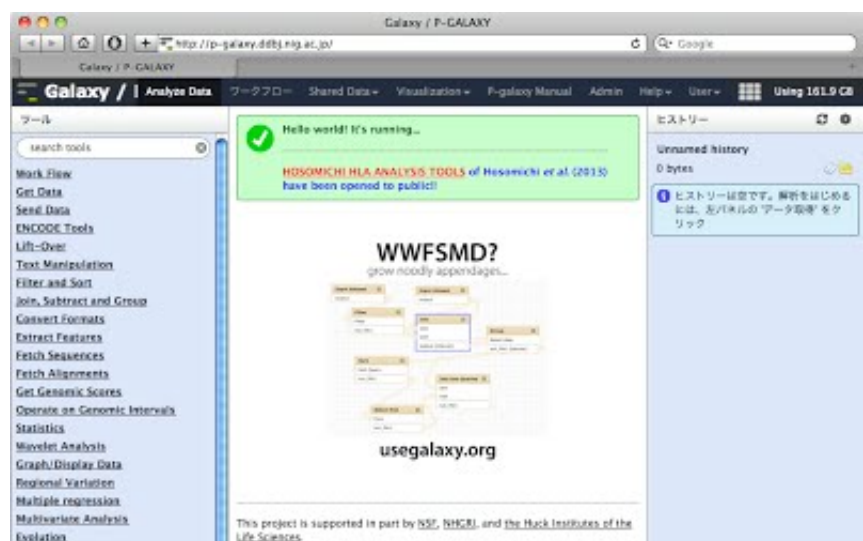 Galaxy / P-GALAXY
http://p-galaxy.ddbj.nig.ac.jp/
Google
Galaxy / P-GALAXY
Galaxy /
Analyze Data
ワークフロー
Shared Data
Visualization
P-galaxy Manual
Admin
Help
User
Using 161.9 GB
ツール
search tools
Work Flow
Get Data
Send Data
ENCODE Tools
Lift-Over
Text Manipulation
Filter and Sort
Join, Subtract and Group
Convert Formats
Extract Features
Fetch Sequences
Fetch Alignments
Get Genomic Scores
Operate on Genomic Intervals
Statistics
Wavelet Analysis
Graph/Display Data
Regional Variation
Multiple regression
Multivariate Analysis
Evolution
Hello world! It's running...
HOSOMICHI HLA ANALYSIS TOOLS of Hosomichi et al. (2013)
have been opened to public!!
WWFSMD?
grow noodly appendages...
usegalaxy.org
This project is supported in part by NSF, NHGRI, and the Huck Institutes of the
Life Sciences.
ヒストリー
Unnamed history
0 bytes
ヒストリーは空です。解析をはじめる
には、左パネルの 'データ取得' をク
リック